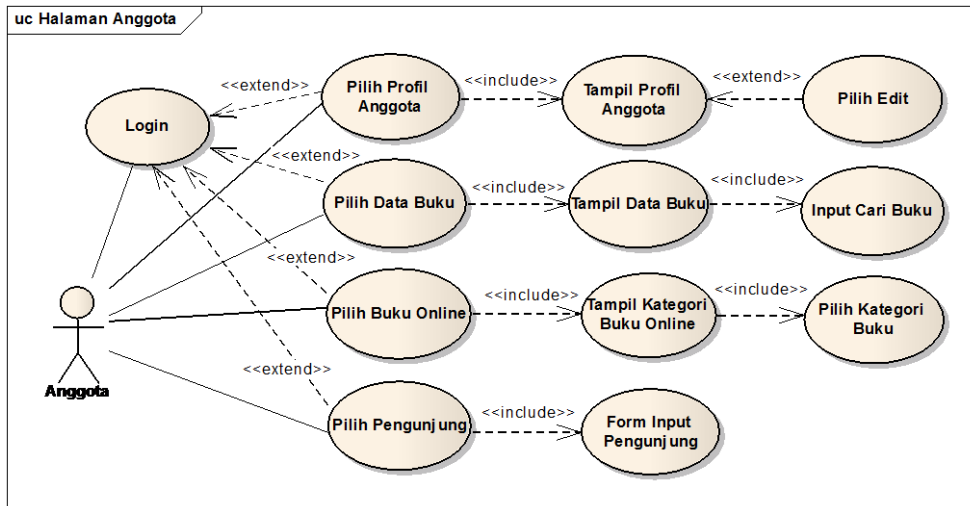 uc Halaman Anggota
Login
<<extend>>
Pilih Profil
Anggota
<<include>>
Tampil Profil
Anggota
<<extend>>
Pilih Edit
<<extend>>
Pilih Data Buku
<<include>>
Tampil Data Buku
<<include>>
Input Cari Buku
<<extend>>
Pilih Buku Online
<<include>>
Tampil Kategori
Buku Online
<<include>>
Pilih Kategori
Buku
Anggota
<<extend>>
Pilih Pengunjung
<<include>>
Form Input
Pengunjung